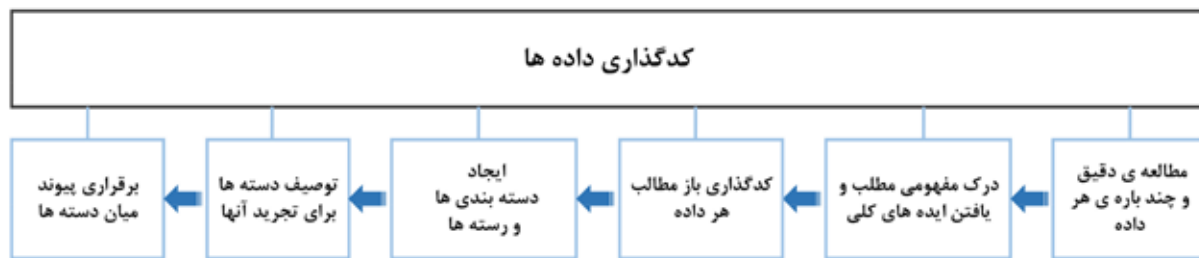 کدگذاری داده ها
مطالعه ی دقیق
و چند باره ی هر
داده
درک مفهومی مطلب و
یافتن ایده های کلی
کدگذاری باز مطالب
هر داده
ایجاد
دسته بندی ها
و رسته ها
توصیف دسته ها
برای تجرید آنها
برقراری پیوند
میان دسته ها